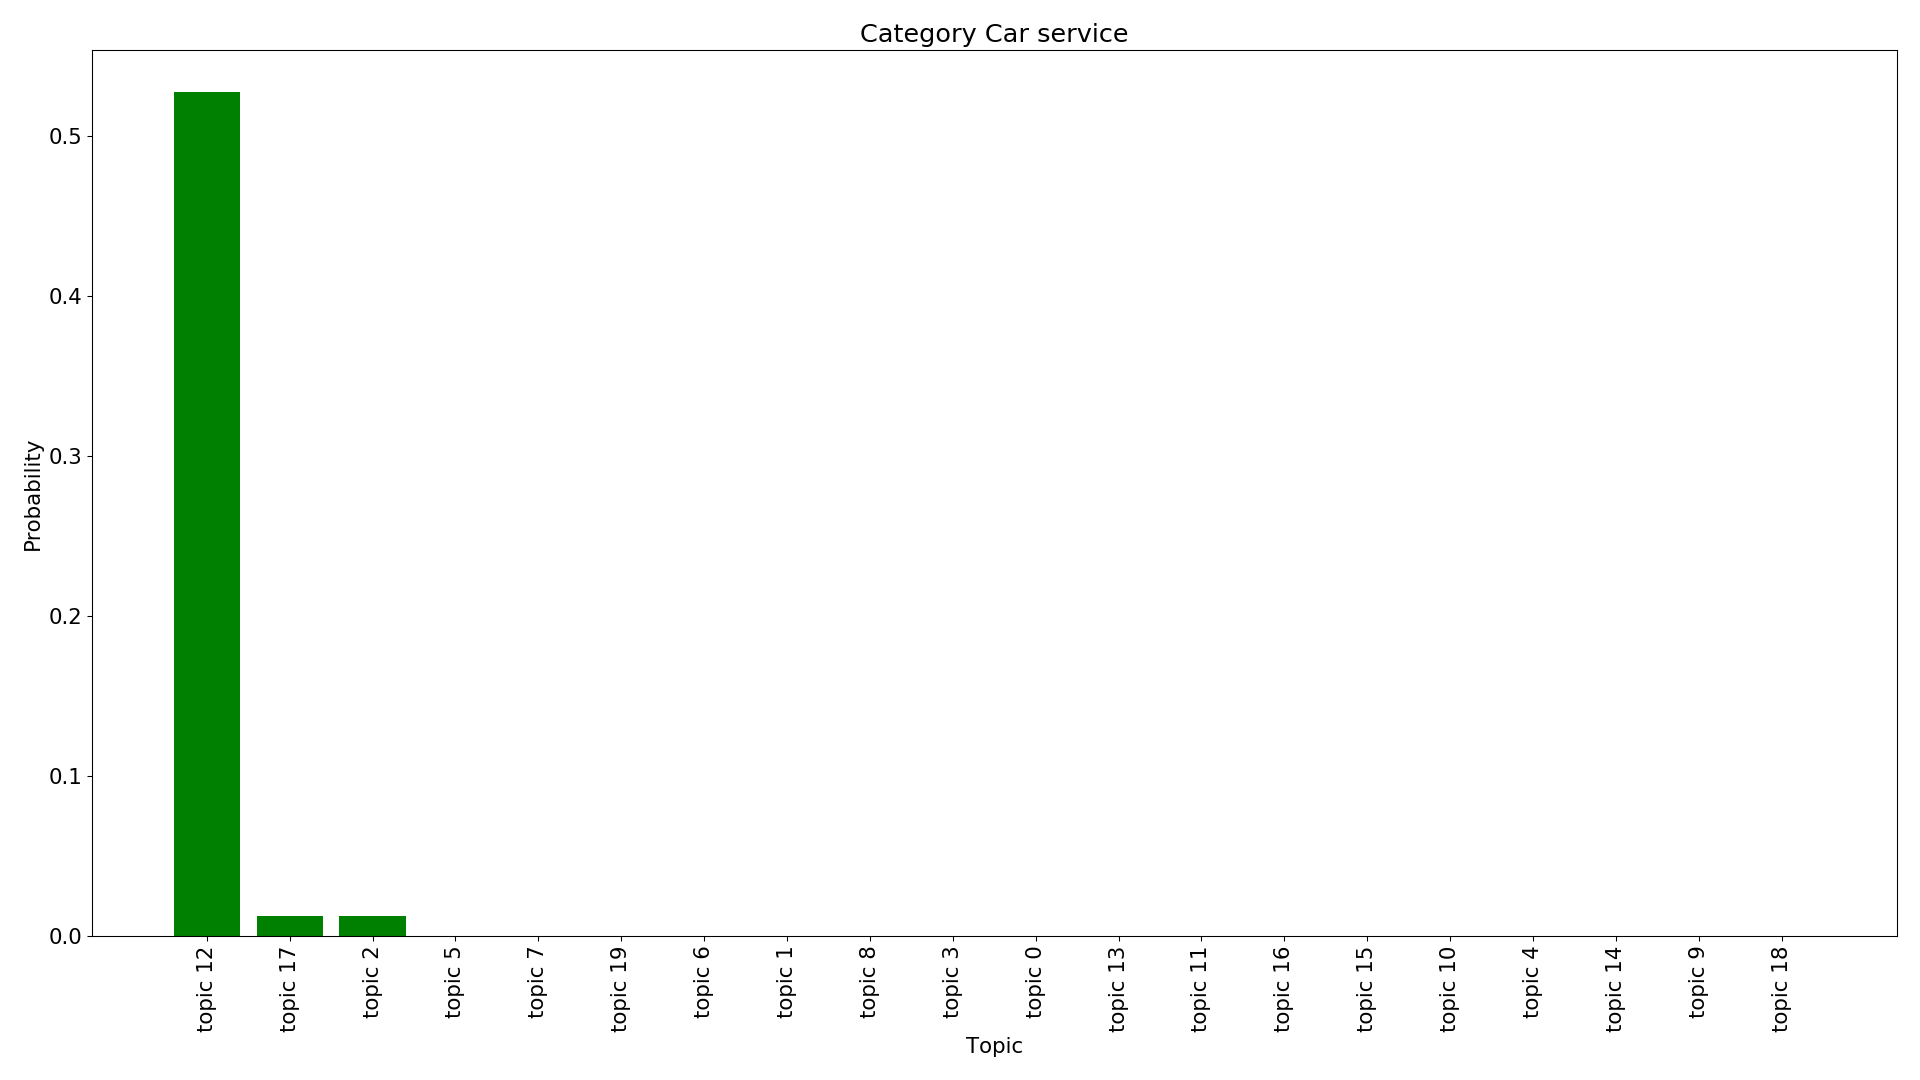 Category Car service
Probability
0.5
0.4
0.3
0.2
0.1
0.0
topic 12
topic 17
topic 2
topic 5
topic 7
topic 19
topic 6
topic 1
topic 8
topic 3
topic 0
topic 13
topic 11
topic 16
topic 15
topic 10
topic 4
topic 14
topic 9
topic 18
Topic